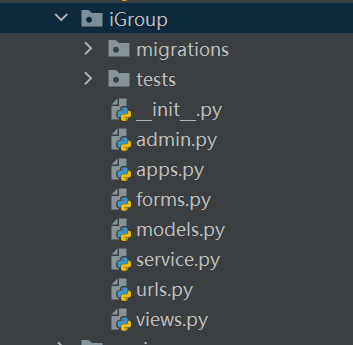 iGroup
migrations
tests
__init__.py
admin.py
apps.py
forms.py
models.py
service.py
urls.py
views.py